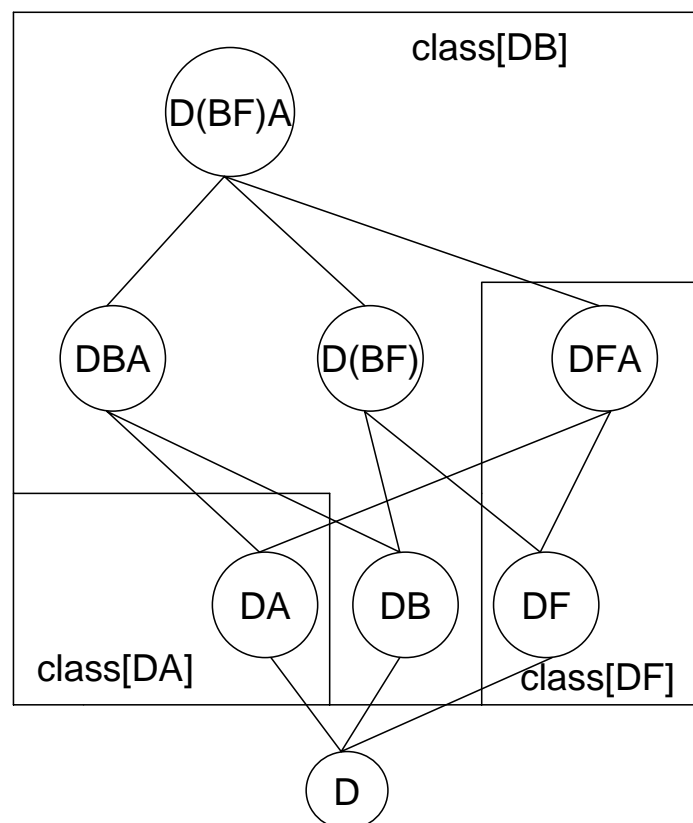 class[DB]
D(BF)A
DBA
D(BF)
DFA
DA
DB
DF
class[DA]
class[DF]
D